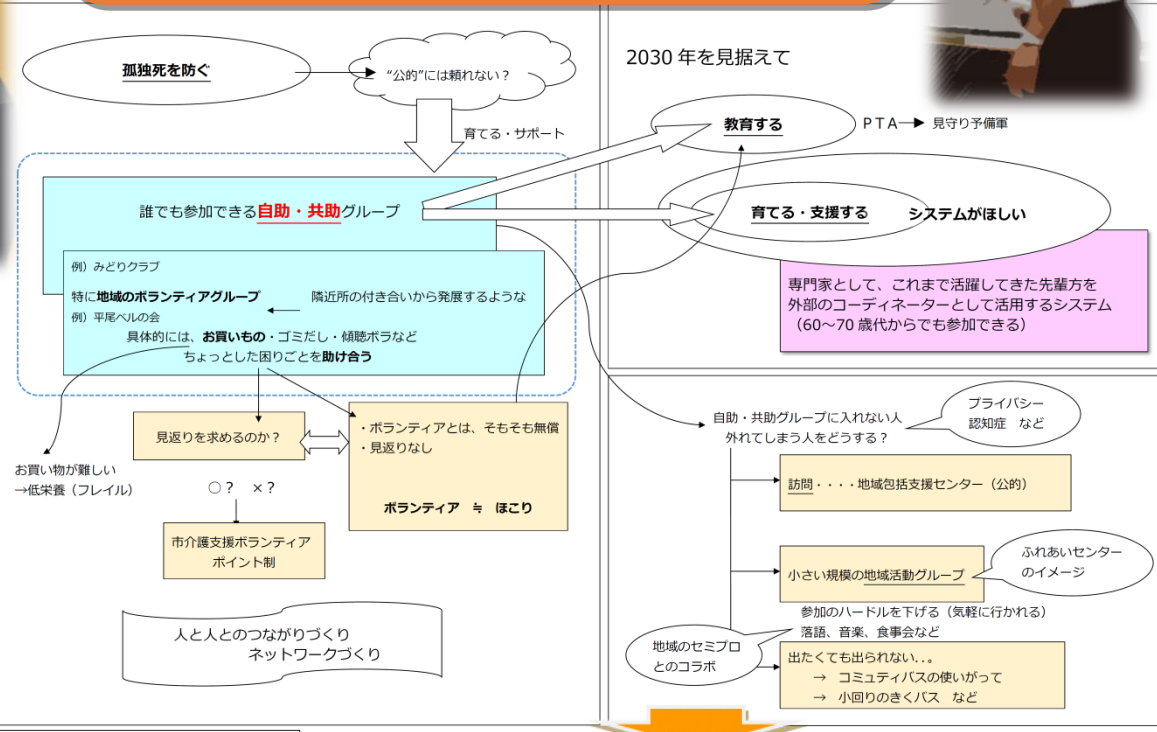 孤独死を防ぐ
“公的”には頼れない？
育てる・サポート
誰でも参加できる自助・共助グループ
例）みどりクラブ
特に地域のボランティアグループ　隣近所の付き合いから発展するような
例）平尾ベルの会
具体的には、お買いもの・ゴミだし・傾聴ボラなど
ちょっとした困りごとを助け合う
見返りを求めるのか？
・ボランティアとは、そもそも無償
・見返りなし
ボランティア　≒　ほこり
お買い物が難しい
→低栄養（フレイル）
○？　×？
市介護支援ボランティア
ポイント制
人と人とのつながりづくり
ネットワークづくり
2030 年を見据えて
教育する
ＰＴＡ
見守り予備軍
育てる・支援する
システムがほしい
専門家として、これまで活躍してきた先輩方を
外部のコーディネーターとして活用するシステム
（60～70 歳代からでも参加できる）
自助・共助グループに入れない人
外れてしまう人をどうする？
プライバシー
認知症　など
訪問・・・・地域包括支援センター（公的）
小さい規模の地域活動グループ
ふれあいセンター
のイメージ
参加のハードルを下げる（気軽に行かれる）
落語、音楽、食事会など
地域のセミプロ
とのコラボ
出たくても出られない．．。
→　コミュティバスの使いがって
→　小回りのきくバス　など